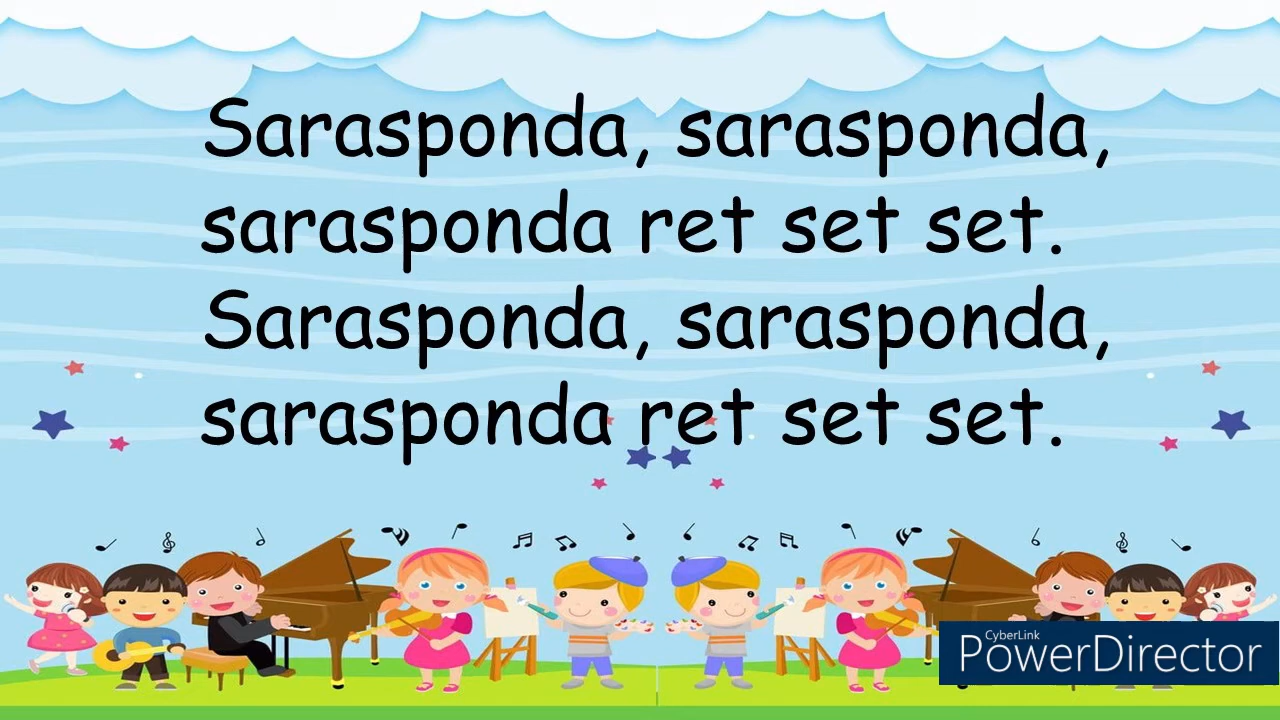 Sarasponda, sarasponda,
sarasponda ret set set.
Sarasponda, sarasponda,
sarasponda ret set set.
CyberLink
PowerDirector